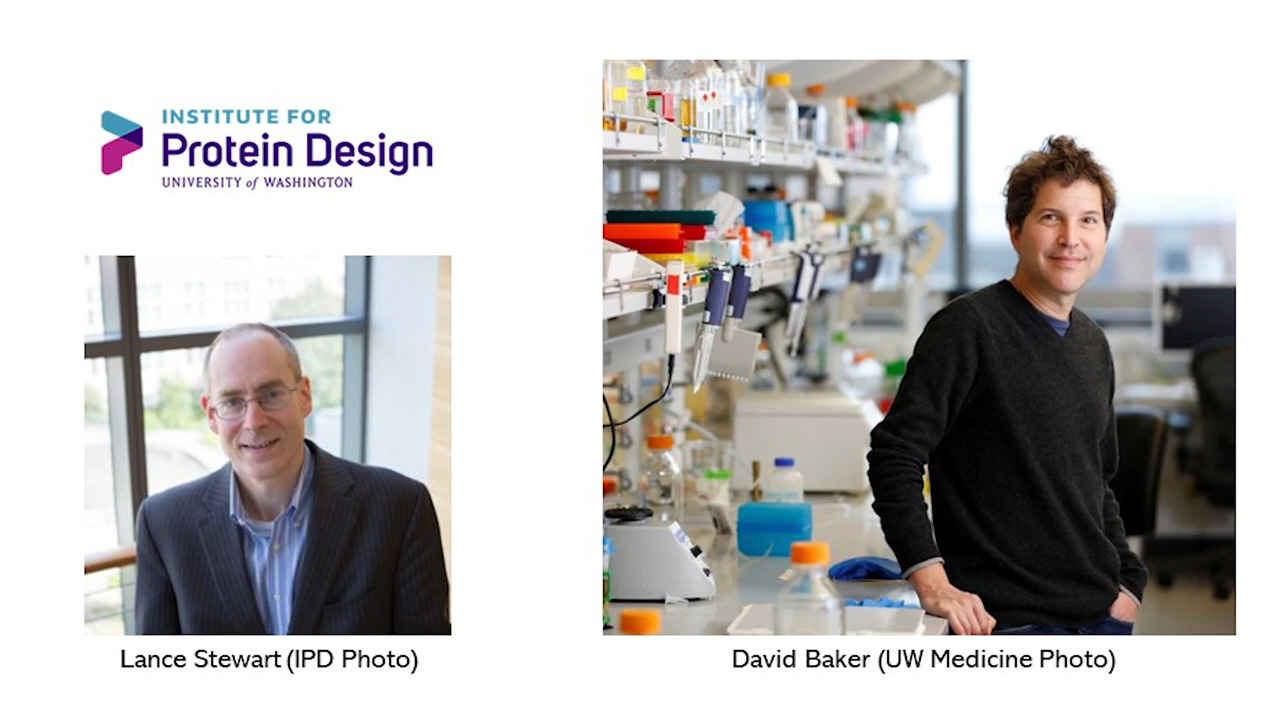 INSTITUTE FOR
Protein Design
UNIVERSITY of WASHINGTON
Lance Stewart (IPD Photo)
David Baker (UW Medicine Photo)